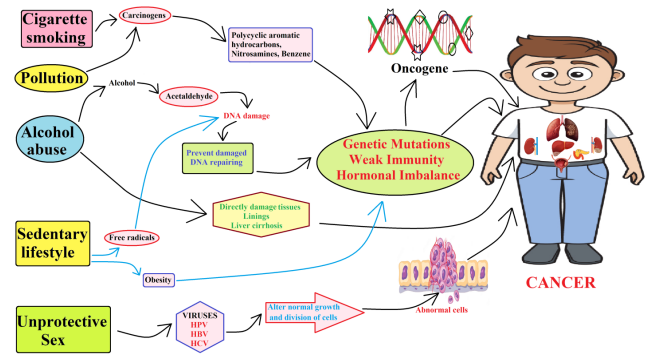 Cigarette
smoking
Carcinogens
Polycyclic aromatic
hydrocarbons,
Nitrosamines, Benzene
Pollution
Oncogene
Alcohol
Acetaldehyde
DNA damage
Alcohol
abuse
Prevent damaged
DNA repairing
Genetic Mutations
Weak Immunity
Hormonal Imbalance
Directly damage tissues
Linings
Liver cirrhosis
Sedentary
lifestyle
Free radicals
Obesity
CANCER
Abnormal cells
Unprotective
Sex
VIRUSES
HPV
HBV
HCV
Alter normal growth
and division of cells